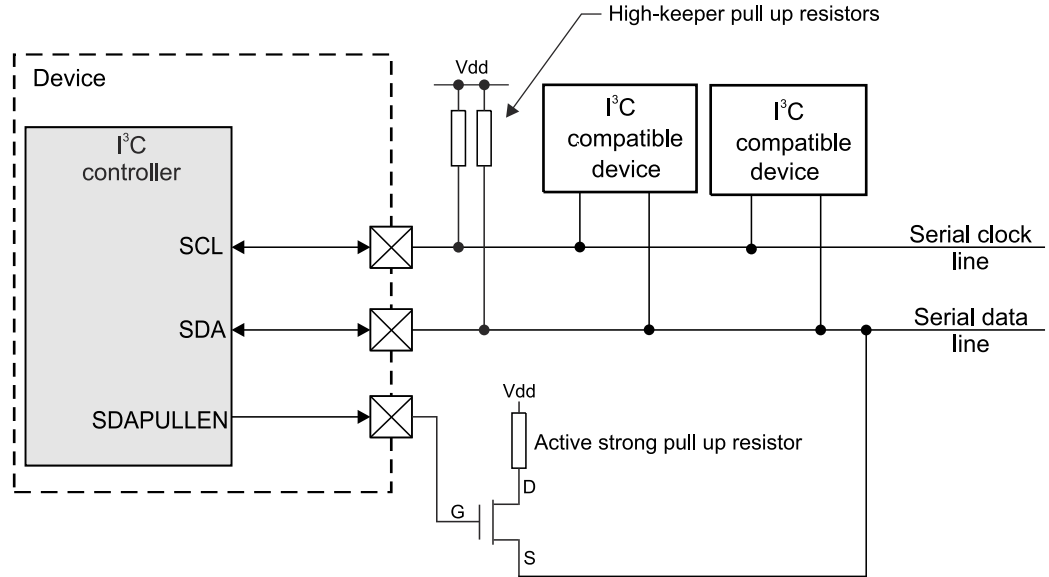 High-keeper pull up resistors
Device
Vdd
I³C
controller
I³C
compatible
device
I³C
compatible
device
SCL
Serial clock
line
SDA
Serial data
line
SDAPULLEN
Vdd
Active strong pull up resistor
D
G
S